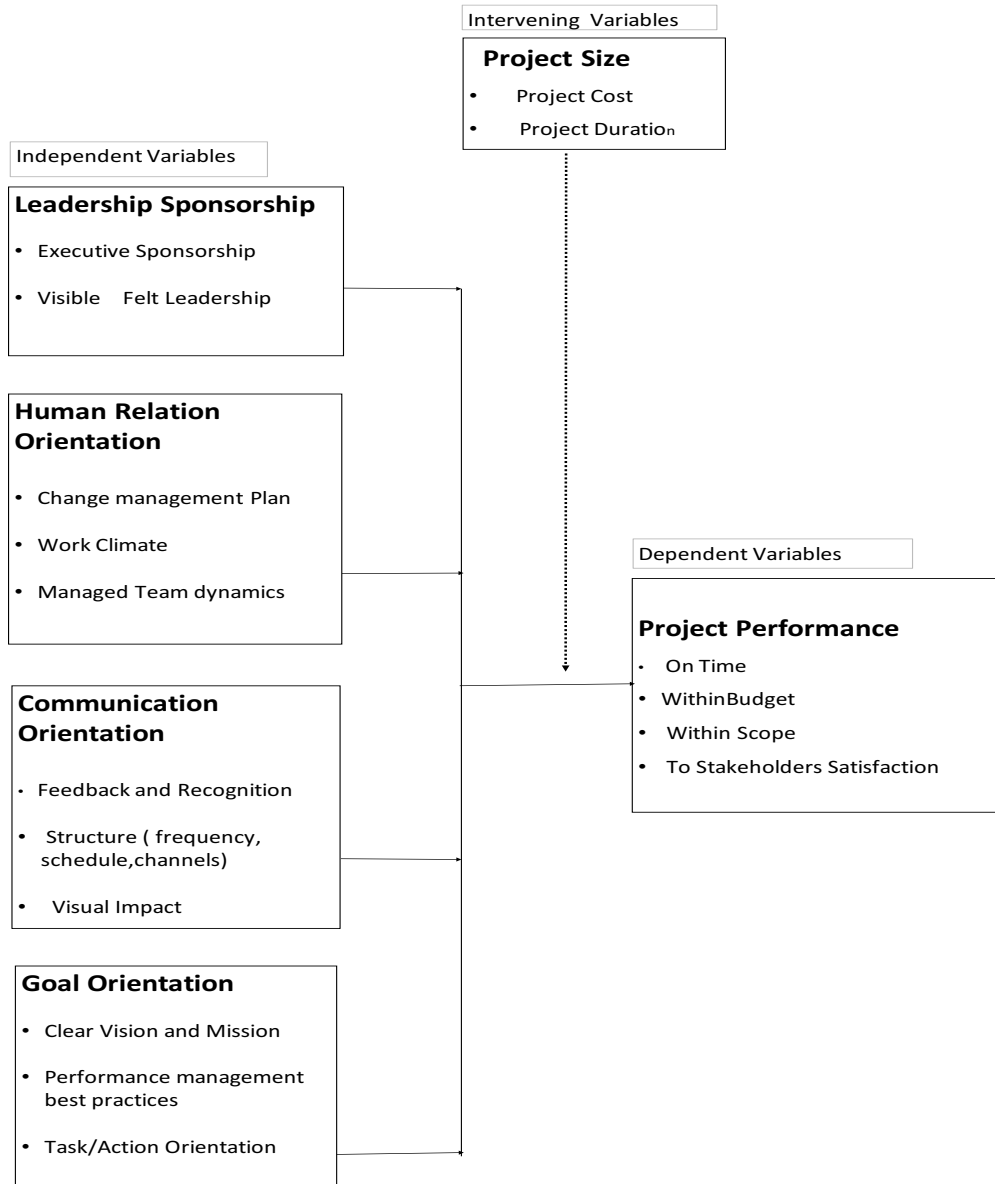 Intervening Variables
Project Size
• Project Cost
• Project Duration
Independent Variables
Leadership Sponsorship
• Executive Sponsorship
• Visible Felt Leadership
Human Relation
Orientation
• Change management Plan
• Work Climate
• Managed Team dynamics
Communication
Orientation
• Feedback and Recognition
• Structure ( frequency,
schedule,channels)
• Visual Impact
Goal Orientation
• Clear Vision and Mission
• Performance management
best practices
• Task/Action Orientation
Dependent Variables
Project Performance
• On Time
• WithinBudget
• Within Scope
• To Stakeholders Satisfaction